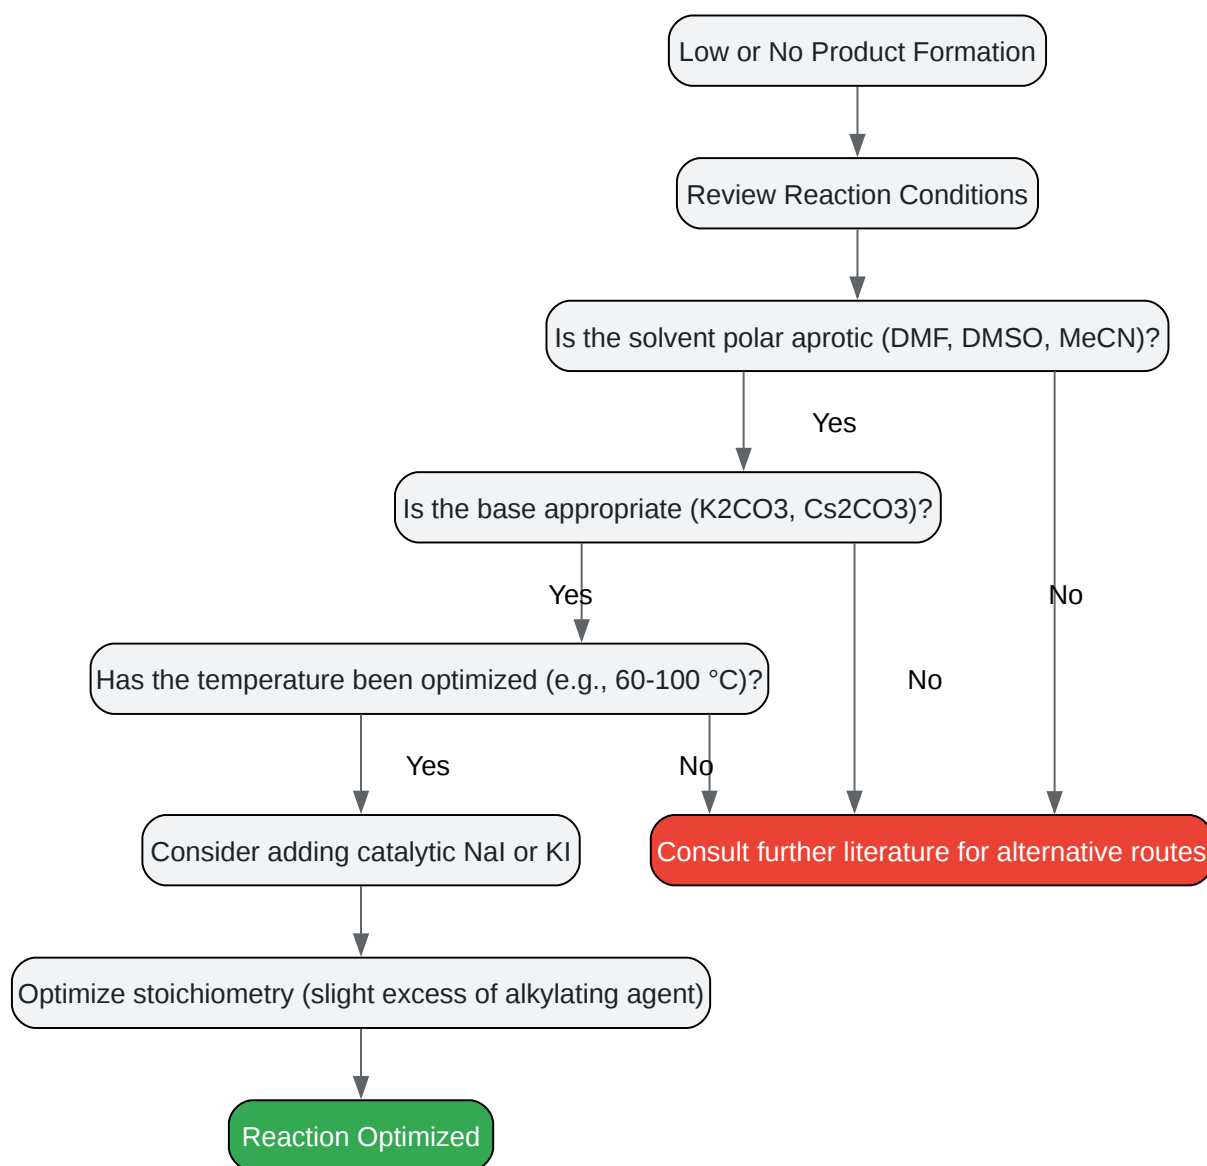 Low or No Product Formation
Review Reaction Conditions
Is the solvent polar aprotic (DMF, DMSO, MeCN)?
Yes
Is the base appropriate (K2CO3, Cs2CO3)?
Yes
No
Has the temperature been optimized (e.g., 60-100 °C)?
No
Yes
No
Consider adding catalytic NaI or KI
Consult further literature for alternative routes
Optimize stoichiometry (slight excess of alkylating agent)
Reaction Optimized